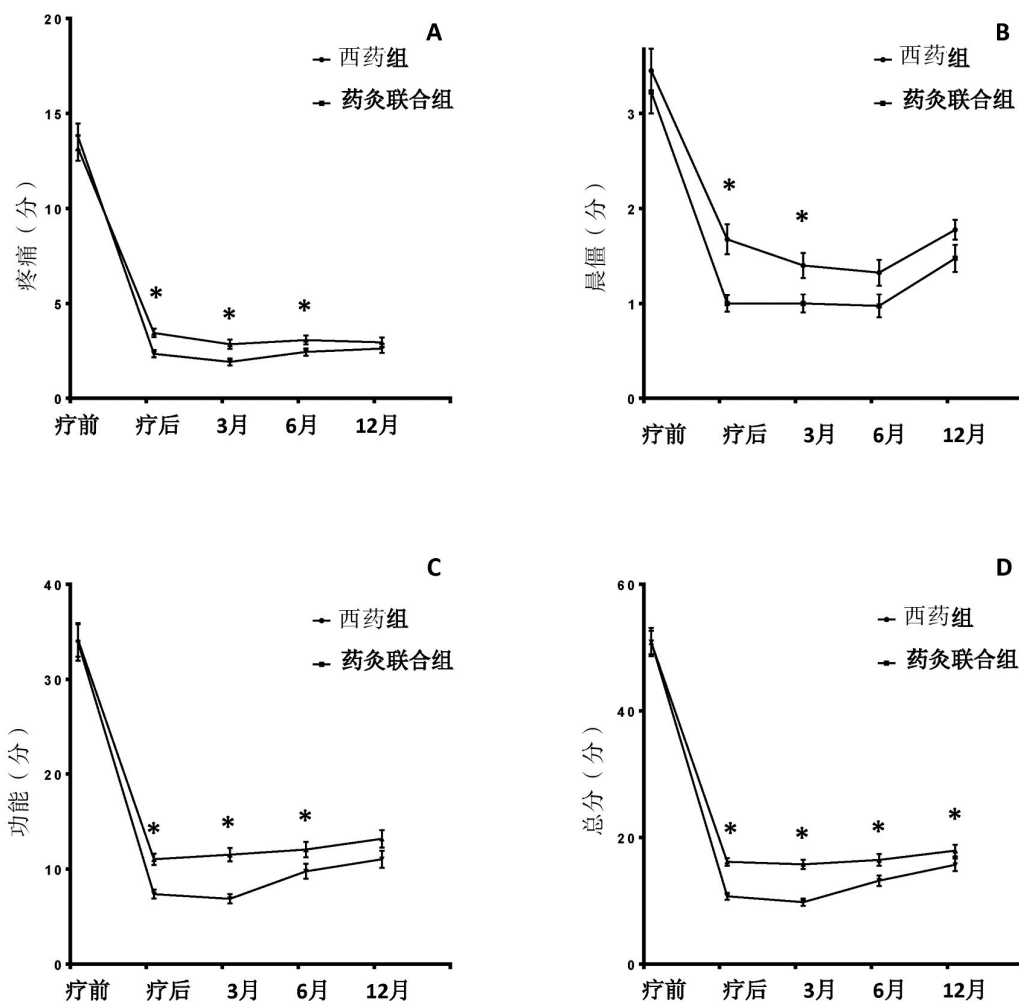 A
20
15
10
5
0
疼痛（分）
西药组
药灸联合组
*
*
*
疗前 疗后 3月 6月 12月
B
3
2
1
0
晨僵（分）
西药组
药灸联合组
*
*
疗前 疗后 3月 6月 12月
C
40
30
20
10
0
功能（分）
西药组
药灸联合组
*
*
*
疗前 疗后 3月 6月 12月
D
60
40
20
0
总分（分）
西药组
药灸联合组
*
*
*
*
疗前 疗后 3月 6月 12月